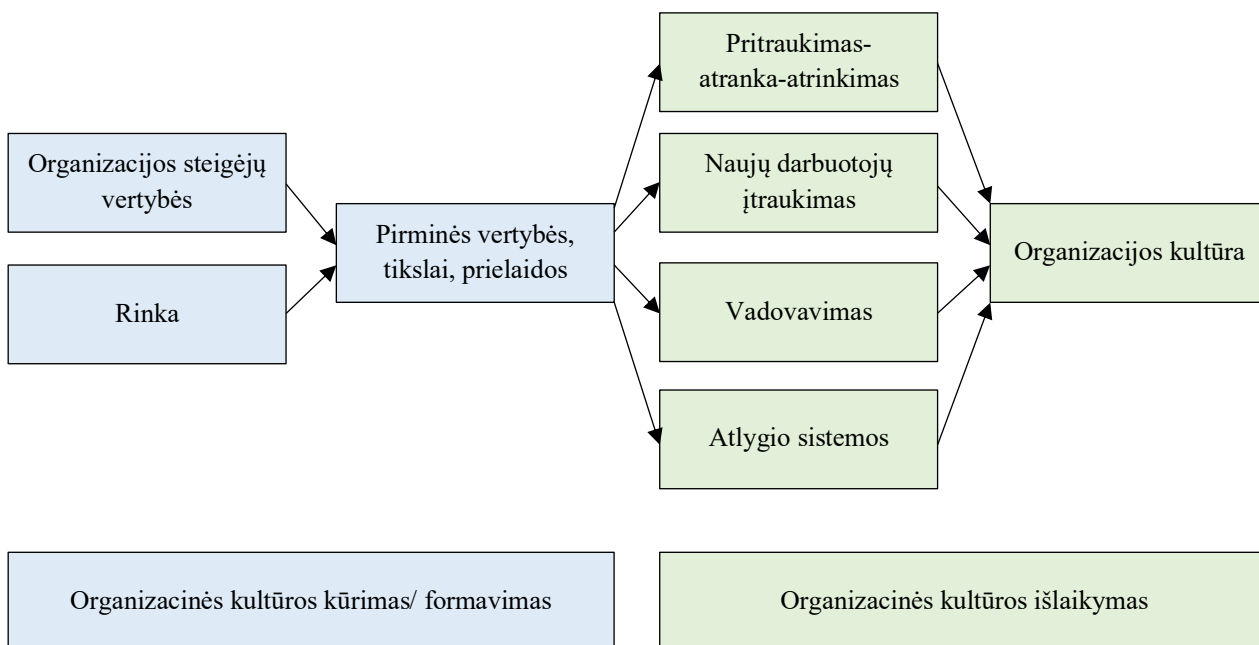 Organizacijos steigėjų
vertybės
Rinka
Pirminės vertybės,
tikslai, prielaidos
Pritraukimas-
atranka-atrinkimas
Naujų darbuotojų
įtraukimas
Vadovavimas
Atlygio sistemos
Organizacijos kultūra
Organizacinės kultūros kūrimas/ formavimas
Organizacinės kultūros išlaikymas